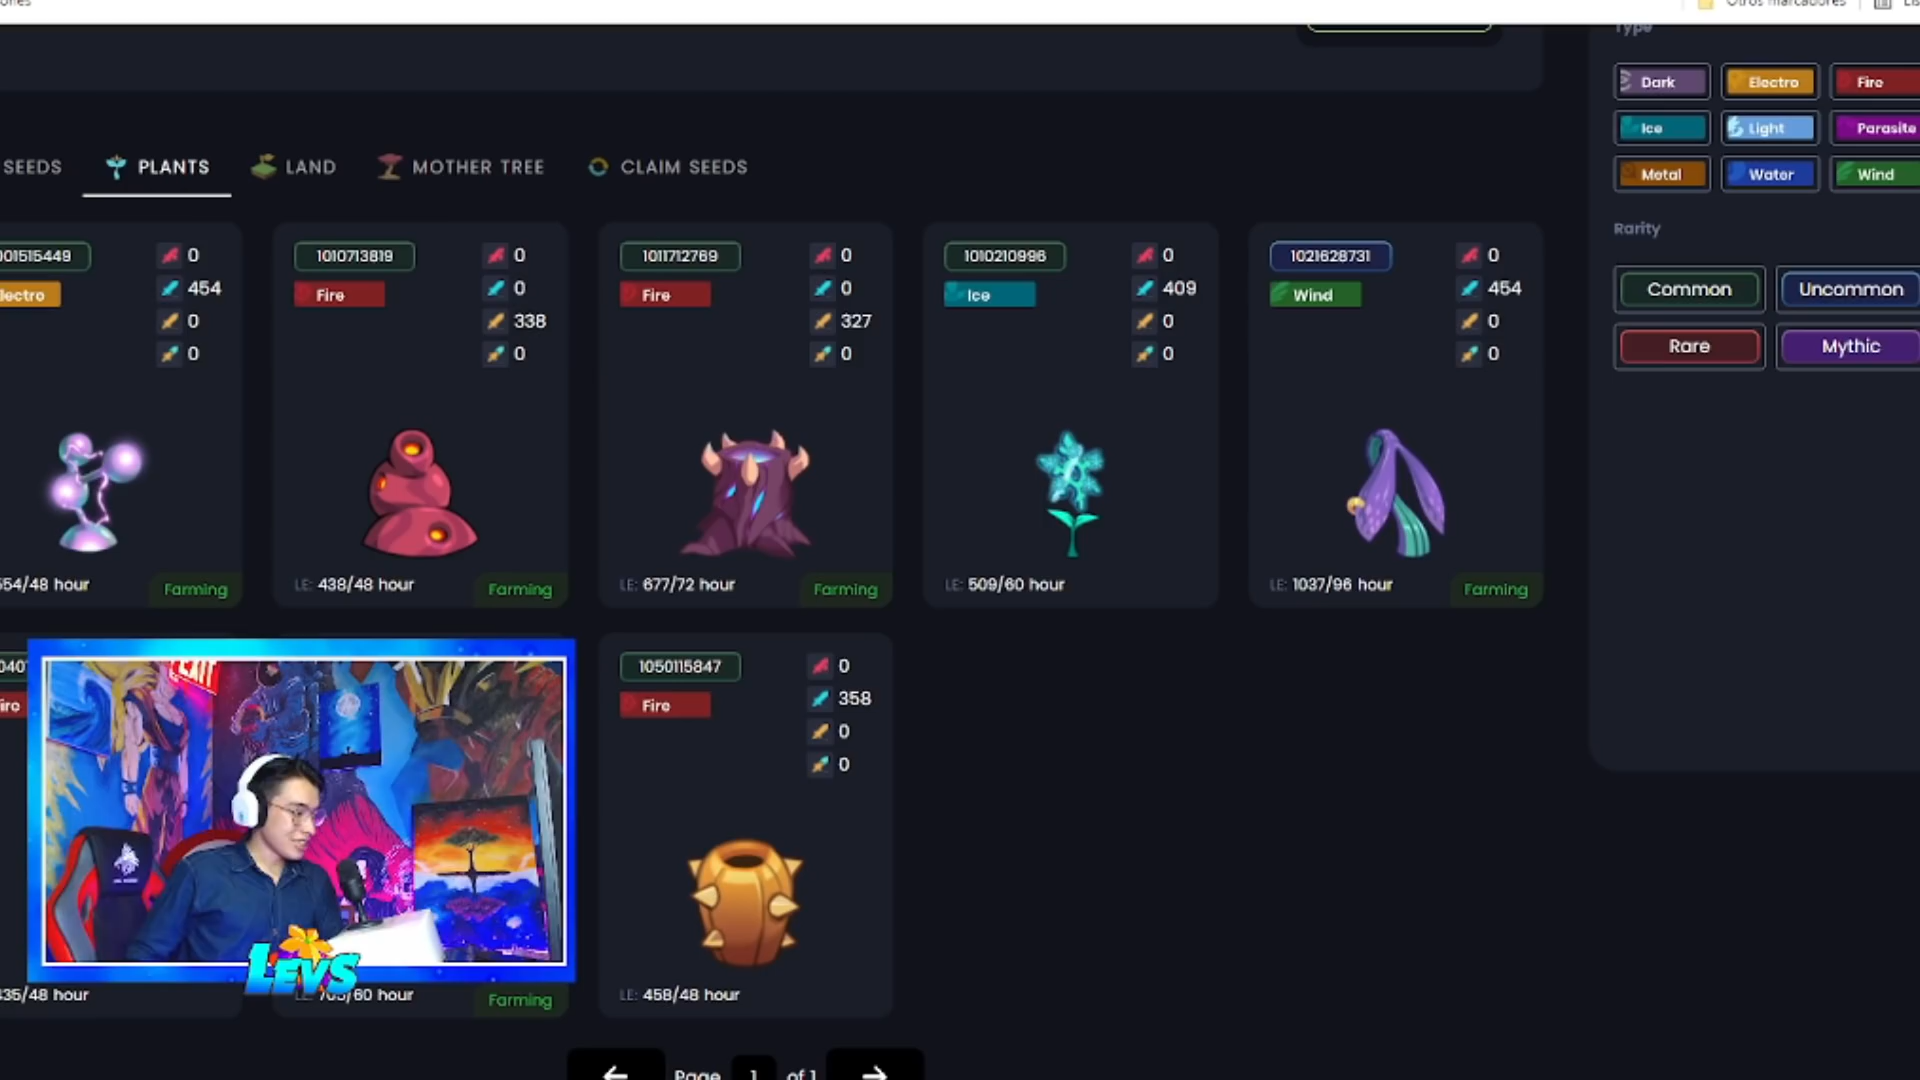 Otros marcadores
Type
Dark Electro Fire
Ice Light Parasite
Metal Water Wind
Rarity
Common Uncommon
Rare Mythic
SEEDS PLANTS LAND MOTHER TREE CLAIM SEEDS
0
454
0
0
Farming
1010713819
Fire
0
0
338
0
LE: 438/48 hour
Farming
1011712769
Fire
0
0
327
0
LE: 677/72 hour
Farming
1010210996
Ice
0
409
0
0
LE: 509/60 hour
1021628731
Wind
0
454
0
0
LE: 1037/96 hour
Farming
EXIT
LEVS
Farming
1050115847
Fire
0
358
0
0
LE: 458/48 hour
Page 1 of 1